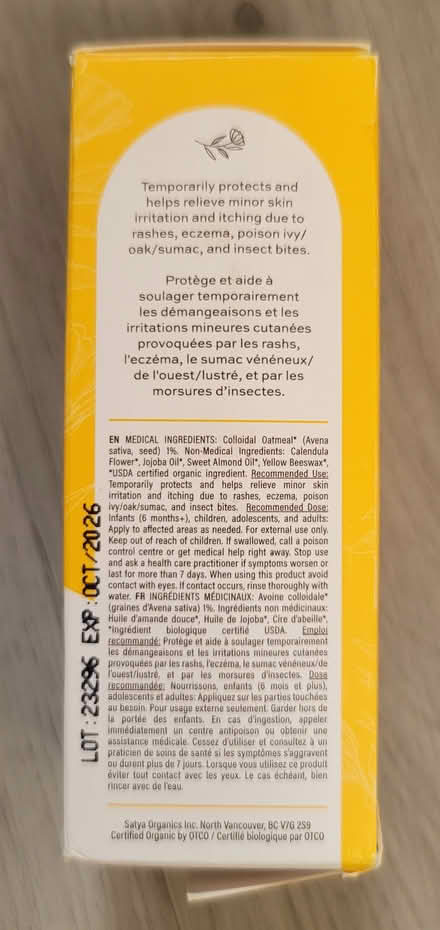 Temporarily protects and
helps relieve minor skin
irritation and itching due to
rashes, eczema, poison ivy/
oak/sumac, and insect bites.
Protège et aide à
soulager temporairement
les démangeaisons et les
irritations mineures cutanées
provoquées par les rashs,
l'eczéma, le sumac vénéneux/
de l'ouest/lustré, et par les
morsures d'insectes.
EN MEDICAL INGREDIENTS: Colloidal Oatmeal* (Avena
sativa, seed) 1%. Non-Medical Ingredients: Calendula
Flower*, Jojoba Oil*, Sweet Almond Oil*, Yellow Beeswax*.
*USDA certified organic ingredient. Recommended Use:
Temporarily protects and helps relieve minor skin
irritation and itching due to rashes, eczema, poison
ivy/oak/sumac, and insect bites. Recommended Dose:
Infants (6 months+), children, adolescents, and adults:
Apply to affected areas as needed. For external use only.
Keep out of reach of children. If swallowed, call a poison
control centre or get medical help right away. Stop use
and ask a health care practitioner if symptoms worsen or
last for more than 7 days. When using this product avoid
contact with eyes. If contact occurs, rinse thoroughly with
water. FR INGRÉDIENTS MÉDICINAUX: Avoine colloïdale*
(graines d'Avena sativa) 1%. Ingrédients non médicinaux:
Huile d'amande douce*, Huile de Jojoba*, Cire d'abeille*.
*Ingrédient biologique certifié USDA. Emploi
recommandé: Protège et aide à soulager temporairement
les démangeaisons et les irritations mineures cutanées
provoquées par les rashs, l'eczéma, le sumac vénéneux/de
l'ouest/lustré, et par les morsures d'insectes. Dose
recommandée: Nourrissons, enfants (6 mois et plus),
adolescents et adultes: Appliquez sur les parties touchées
au besoin. Pour usage externe seulement. Garder hors de
la portée des enfants. En cas d'ingestion, appeler
immédiatement un centre antipoison ou obtenir une
assistance médicale. Cessez d'utiliser et consultez à un
praticien de soins de santé si les symptômes s'aggravent
ou durent plus de 7 jours. Lorsque vous utilisez ce produit
éviter tout contact avec les yeux. Le cas échéant, bien
rincer avec de l'eau.
Satya Organics Inc. North Vancouver, BC V7G 2S9
Certified Organic by OTCO / Certifié biologique par OTCO
LOT:23296 EXP:OCT/2026